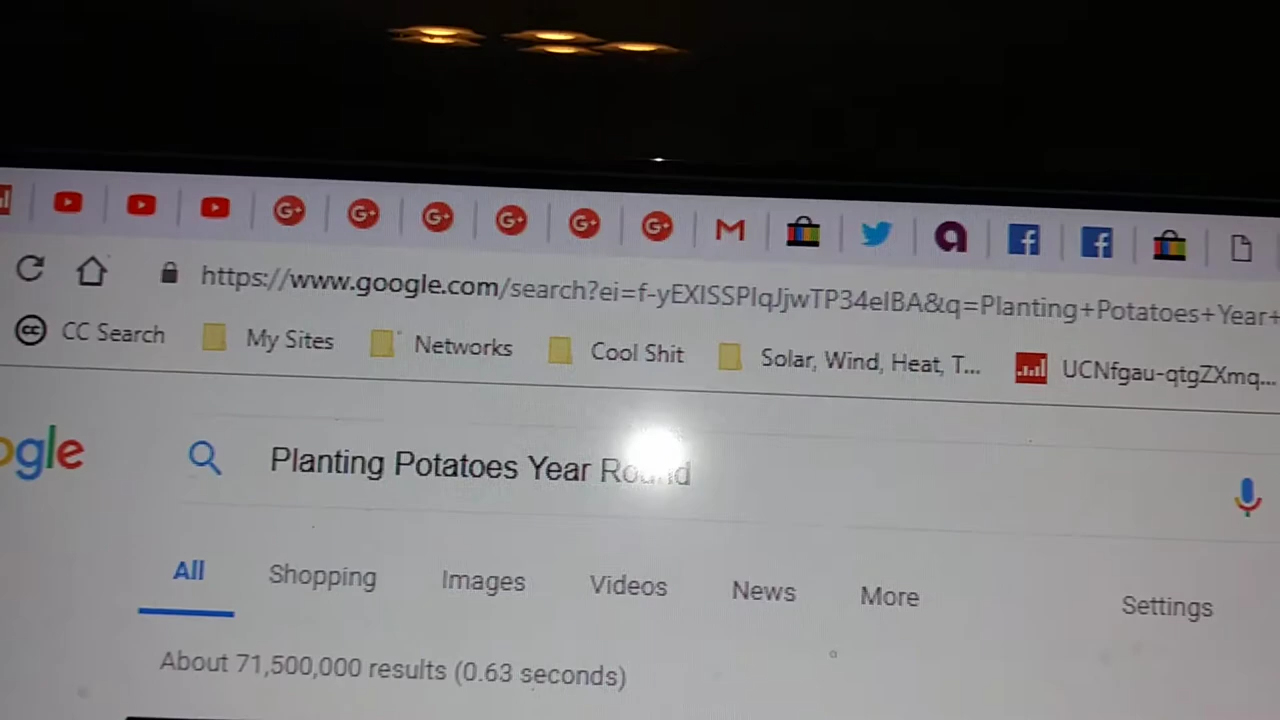 https://www.google.com/search?ei=f-yEXISSPIqJjwTP34eIBA&q=Planting+Potatoes+Year+
CC Search My Sites Networks Cool Shit Solar, Wind, Heat, T... UCNfgau-qtgZXmq...
ogle Planting Potatoes Year Round
All Shopping Images Videos News More Settings
About 71,500,000 results (0.63 seconds)